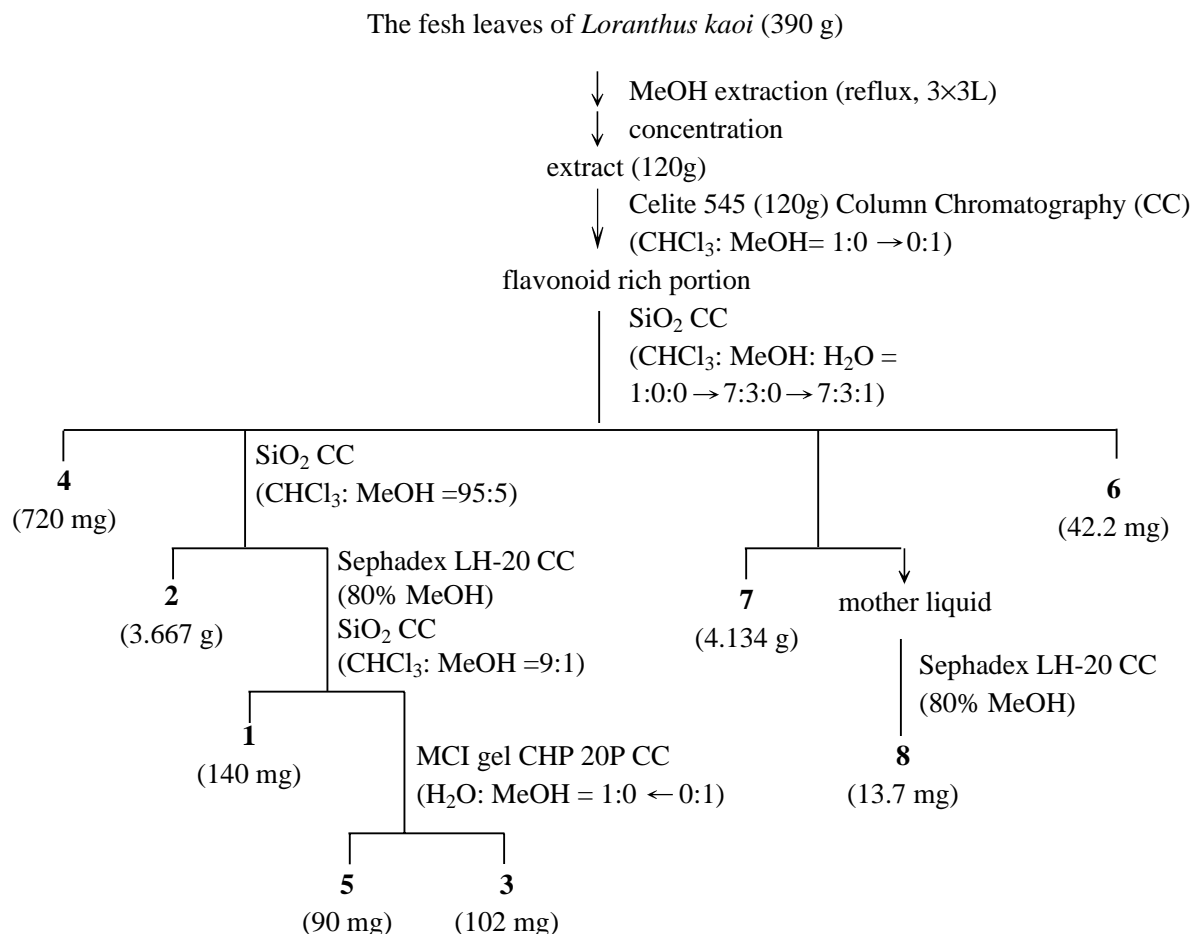 The fesh leaves of Loranthus kaoi (390 g)
MeOH extraction (reflux, 3×3L)
concentration
extract (120g)
Celite 545 (120g) Column Chromatography (CC)
(CHCl₃: MeOH= 1:0 → 0:1)
flavonoid rich portion
SiO₂ CC
(CHCl₃: MeOH: H₂O =
1:0:0 → 7:3:0 → 7:3:1)
4
(720 mg)
SiO₂ CC
(CHCl₃: MeOH =95:5)
6
(42.2 mg)
2
(3.667 g)
Sephadex LH-20 CC
(80% MeOH)
SiO₂ CC
(CHCl₃: MeOH =9:1)
7
(4.134 g)
mother liquid
Sephadex LH-20 CC
(80% MeOH)
1
(140 mg)
MCI gel CHP 20P CC
(H₂O: MeOH = 1:0 ← 0:1)
8
(13.7 mg)
5
(90 mg)
3
(102 mg)